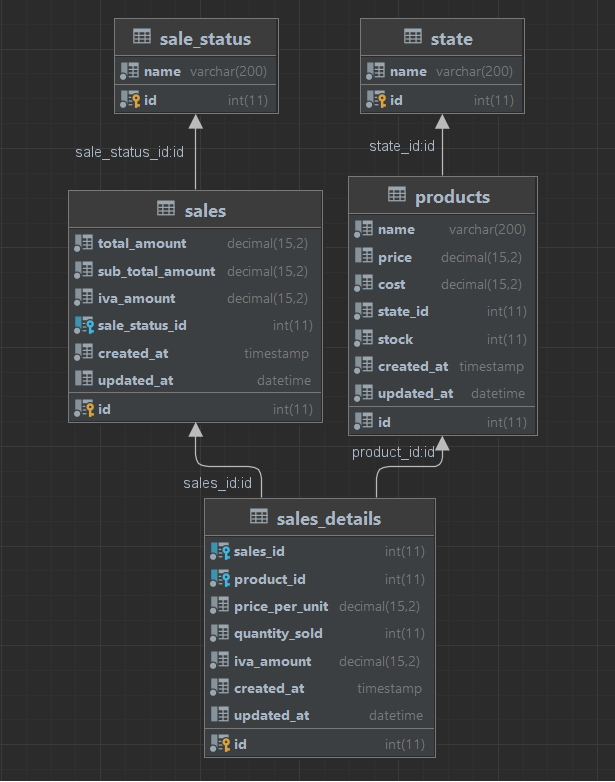 sale_status
name varchar(200)
id int(11)
state
name varchar(200)
id int(11)
sale_status_id:id
state_id:id
sales
total_amount decimal(15,2)
sub_total_amount decimal(15,2)
iva_amount decimal(15,2)
sale_status_id int(11)
created_at timestamp
updated_at datetime
id int(11)
products
name varchar(200)
price decimal(15,2)
cost decimal(15,2)
state_id int(11)
stock int(11)
created_at timestamp
updated_at datetime
id int(11)
sales_id:id
product_id:id
sales_details
sales_id int(11)
product_id int(11)
price_per_unit decimal(15,2)
quantity_sold int(11)
iva_amount decimal(15,2)
created_at timestamp
updated_at datetime
id int(11)